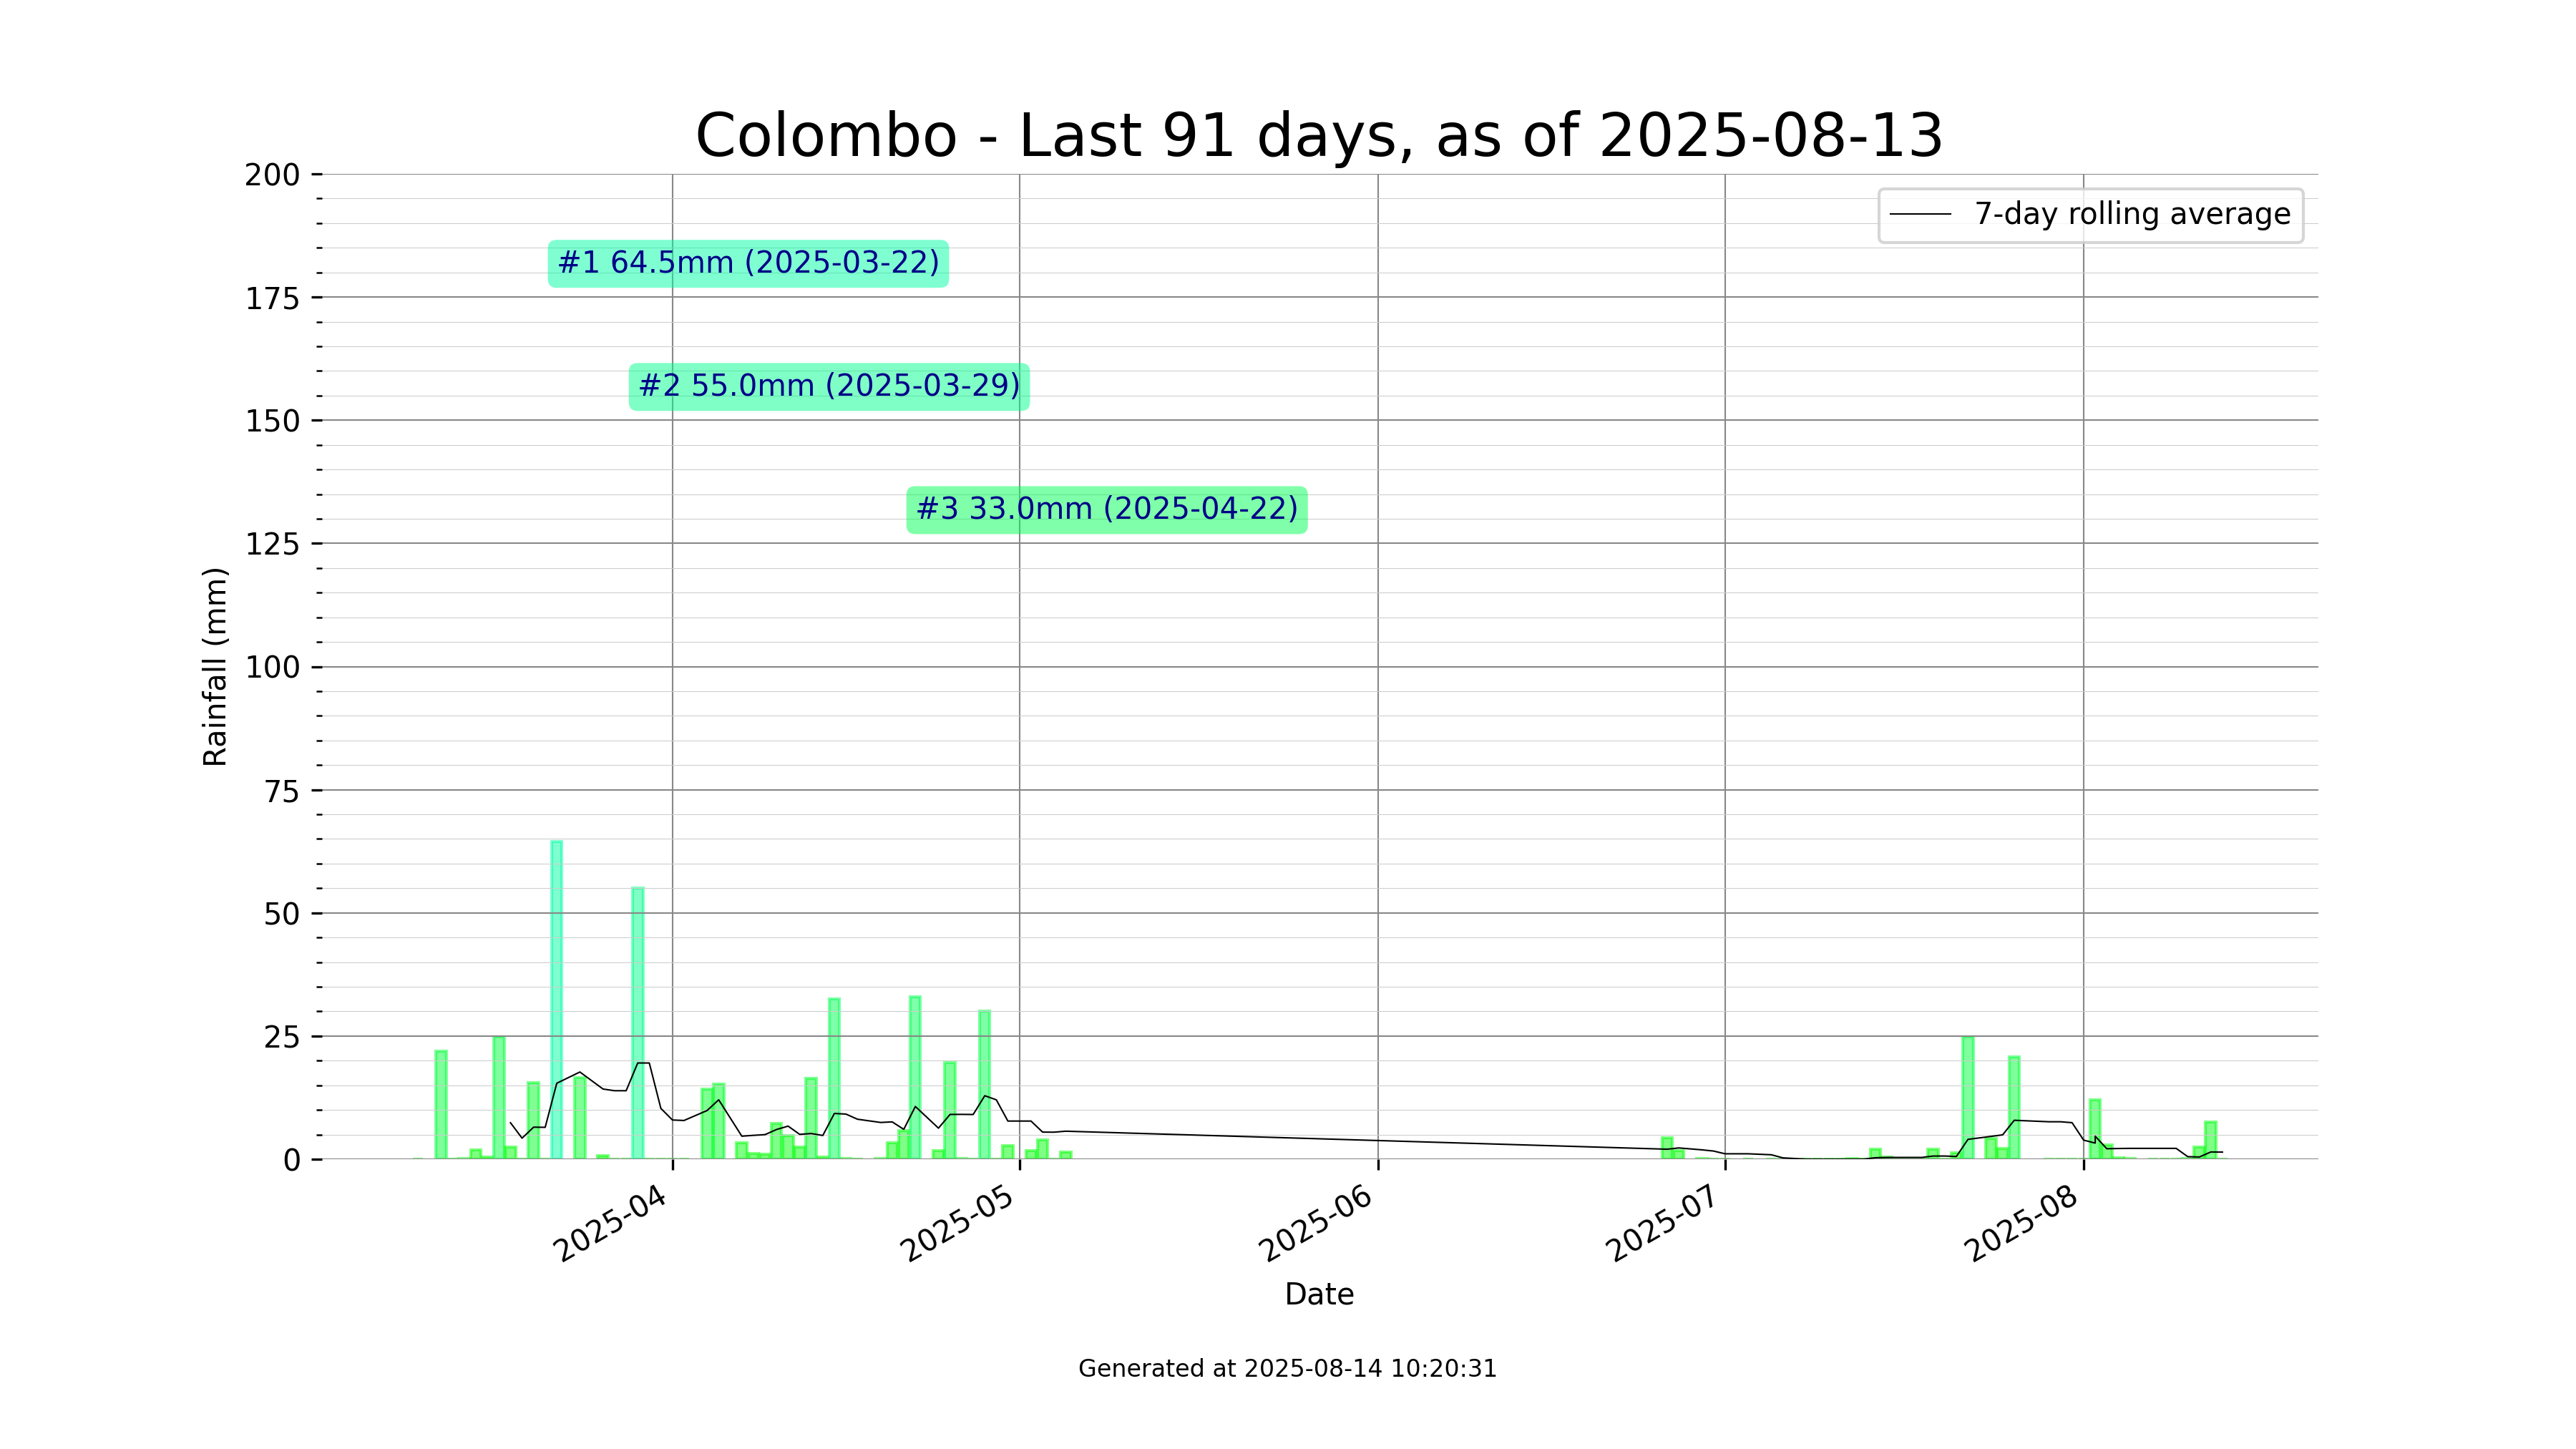 Colombo - Last 91 days, as of 2025-08-13
200
7-day rolling average
#1 64.5mm (2025-03-22)
175
#2 55.0mm (2025-03-29)
150
#3 33.0mm (2025-04-22)
125
Rainfall (mm)
100
75
50
25
0
2025-04
2025-05
2025-06
2025-07
2025-08
Date
Generated at 2025-08-14 10:20:31